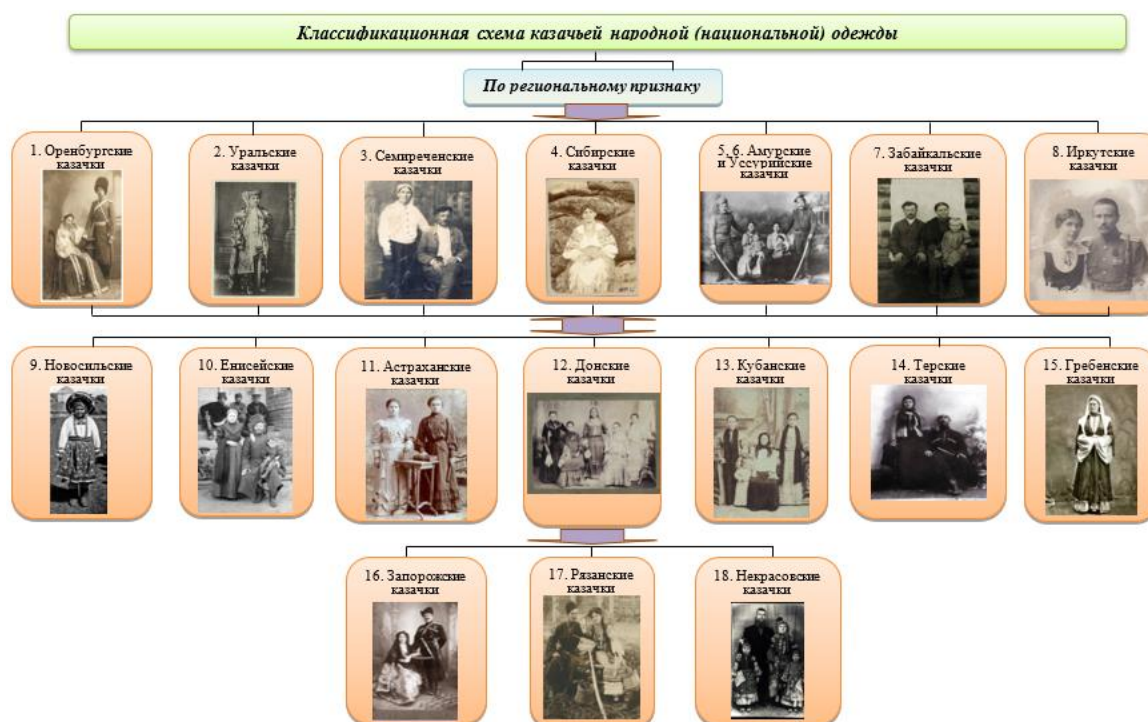 Классификационная схема казачьей народной (национальной) одежды
По региональному признаку
1. Оренбургские
казачки
2. Уральские
казачки
3. Семиреченские
казачки
4. Сибирские
казачки
5, 6. Амурские
и Уссурийские
казачки
7. Забайкальские
казачки
8. Иркутские
казачки
9. Новосильские
казачки
10. Енисейские
казачки
11. Астраханские
казачки
12. Донские
казачки
13. Кубанские
казачки
14. Терские
казачки
15. Гребенские
казачки
16. Запорожские
казачки
17. Рязанские
казачки
18. Некрасовские
казачки